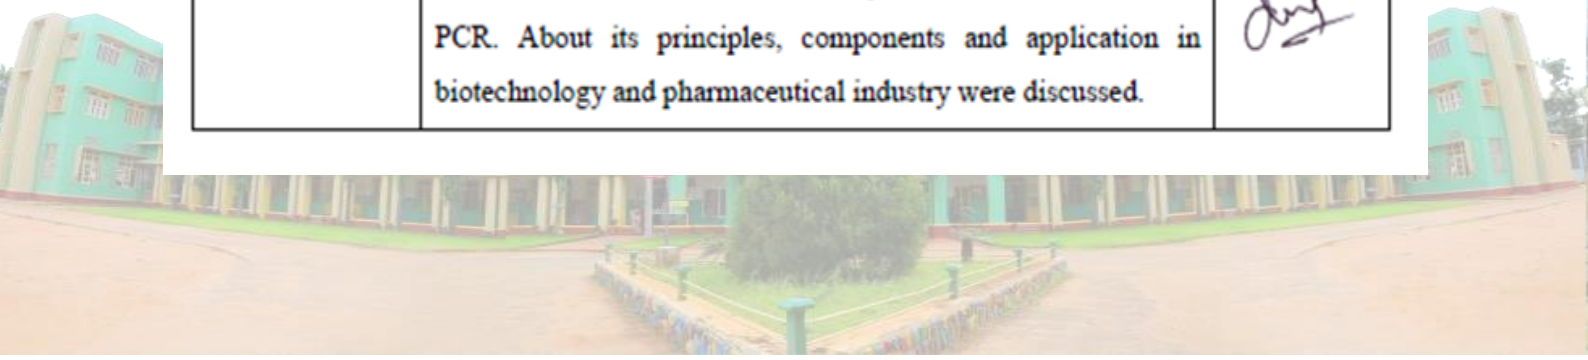 PCR. About its principles, components and application in
biotechnology and pharmaceutical industry were discussed.